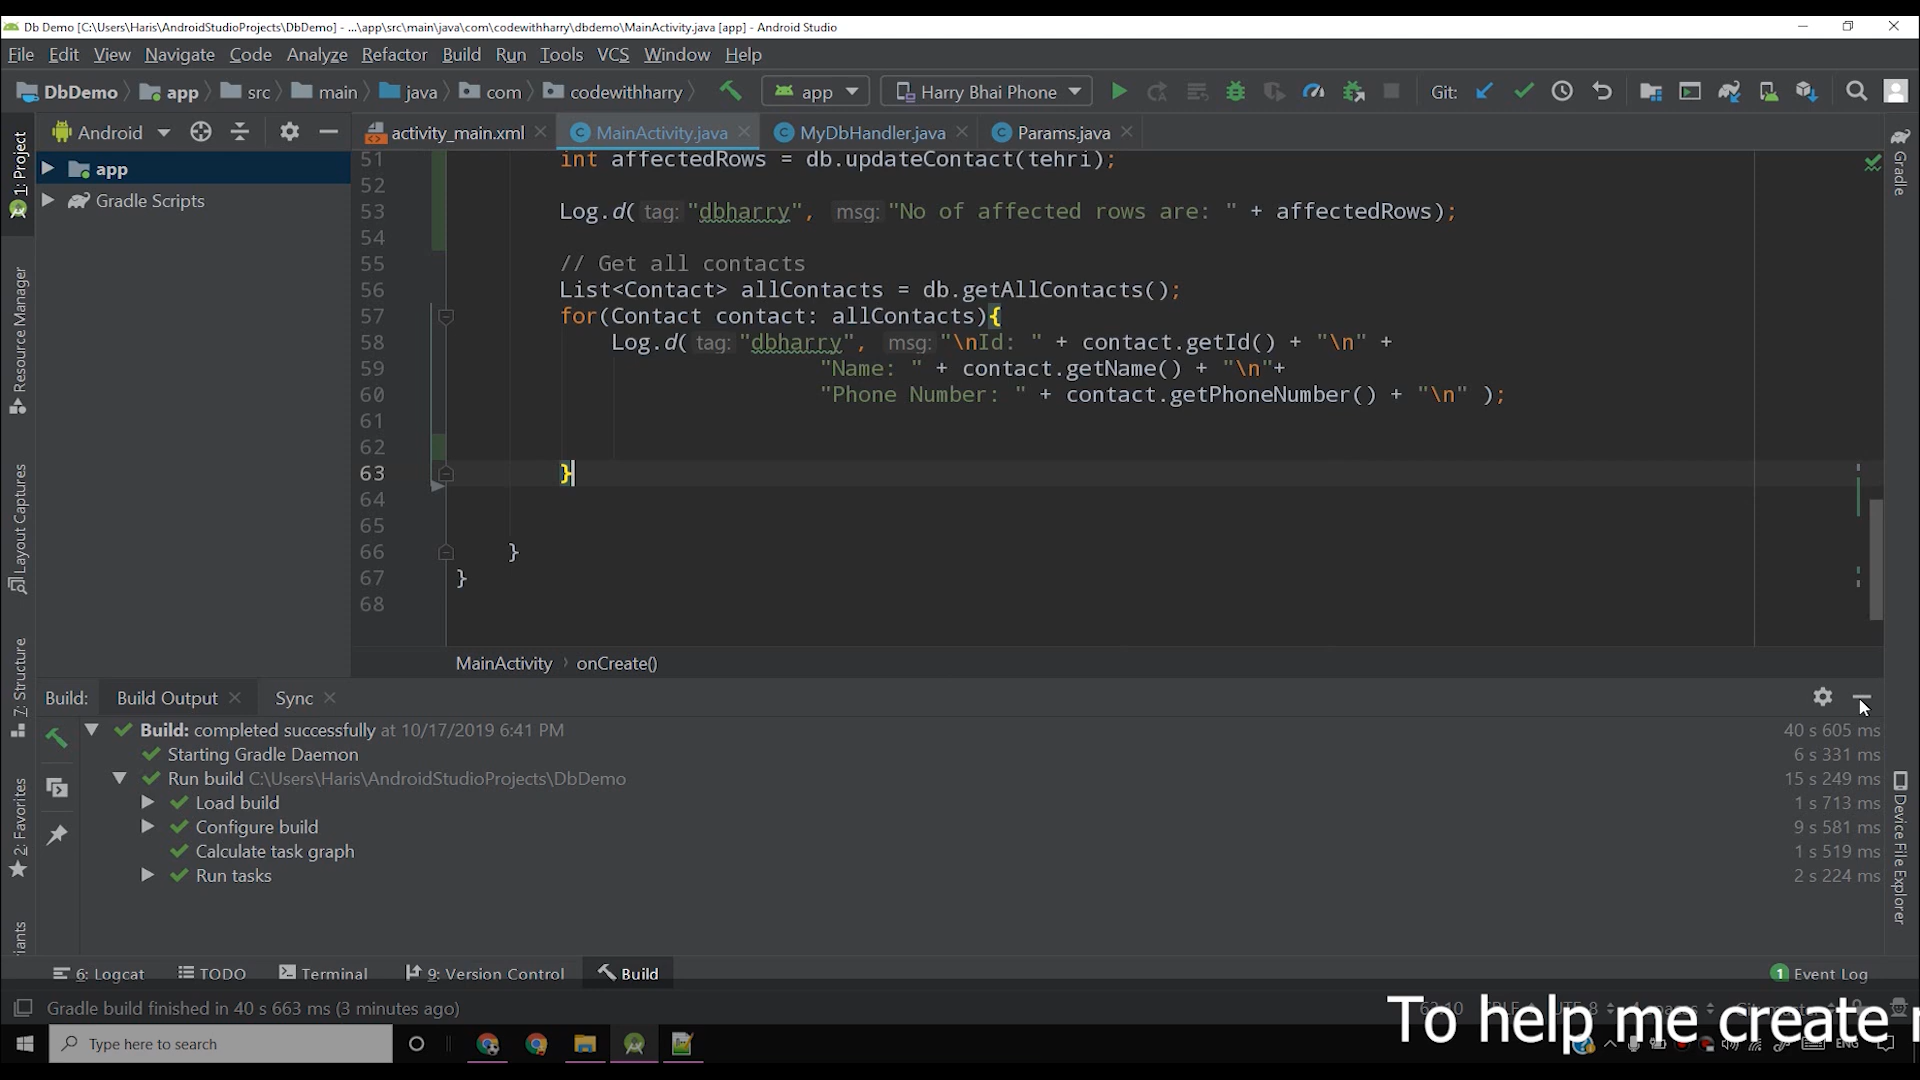 Db Demo [C:\Users\Haris\AndroidStudioProjects\DbDemo] - ...\app\src\main\java\com\codewithharry\dbdemo\MainActivity.java [app] - Android Studio
File Edit View Navigate Code Analyze Refactor Build Run Tools VCS Window Help
DbDemo app src main java com codewithharry app Harry Bhai Phone Git:
Android activity_main.xml MainActivity.java MyDbHandler.java Params.java
1: Project
Resource Manager
Layout Captures
Z: Structure
2: Favorites
iants
app
Gradle Scripts
51 int affectedRows = db.updateContact(tehri);
52
53 Log.d( tag: "dbharry", msg: "No of affected rows are: " + affectedRows);
54
55 // Get all contacts
56 List<Contact> allContacts = db.getAllContacts();
57 for(Contact contact: allContacts){
58 Log.d( tag: "dbharry", msg: "\nId: " + contact.getId() + "\n" +
59 "Name: " + contact.getName() + "\n"+
60 "Phone Number: " + contact.getPhoneNumber() + "\n" );
61
62
63 }
64
65
66 }
67 }
68
MainActivity › onCreate()
Gradle
Device File Explorer
Build: Build Output Sync
Build: completed successfully at 10/17/2019 6:41 PM 40 s 605 ms
Starting Gradle Daemon 6 s 331 ms
Run build C:\Users\Haris\AndroidStudioProjects\DbDemo 15 s 249 ms
Load build 1 s 713 ms
Configure build 9 s 581 ms
Calculate task graph 1 s 519 ms
Run tasks 2 s 224 ms
6: Logcat TODO Terminal 9: Version Control Build 1 Event Log
Gradle build finished in 40 s 663 ms (3 minutes ago)
To help me create
Type here to search
ENG